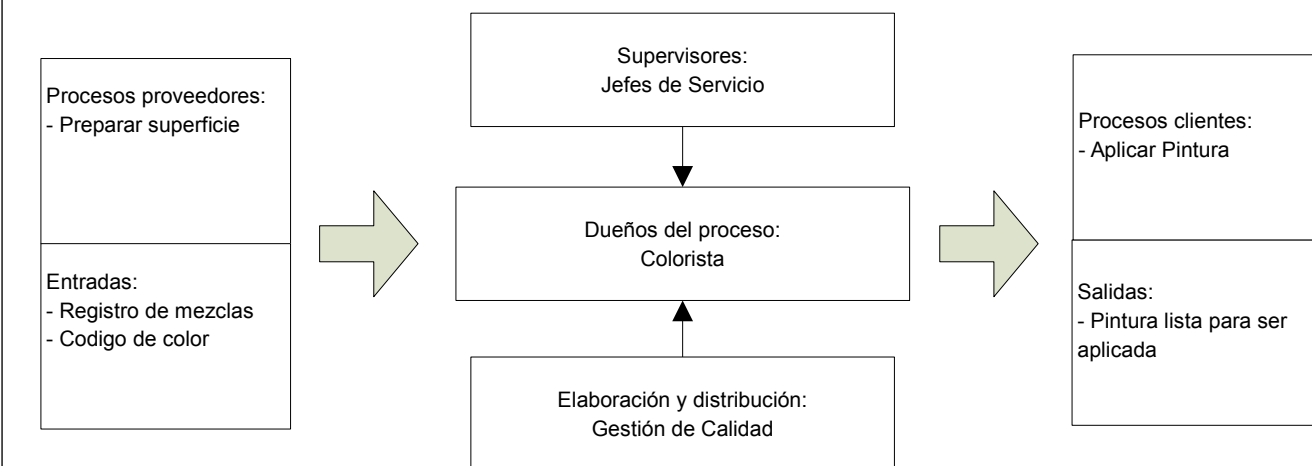 Procesos proveedores:
- Preparar superficie
Entradas:
- Registro de mezclas
- Codigo de color
Supervisores:
Jefes de Servicio
Dueños del proceso:
Colorista
Elaboración y distribución:
Gestión de Calidad
Procesos clientes:
- Aplicar Pintura
Salidas:
- Pintura lista para ser
aplicada